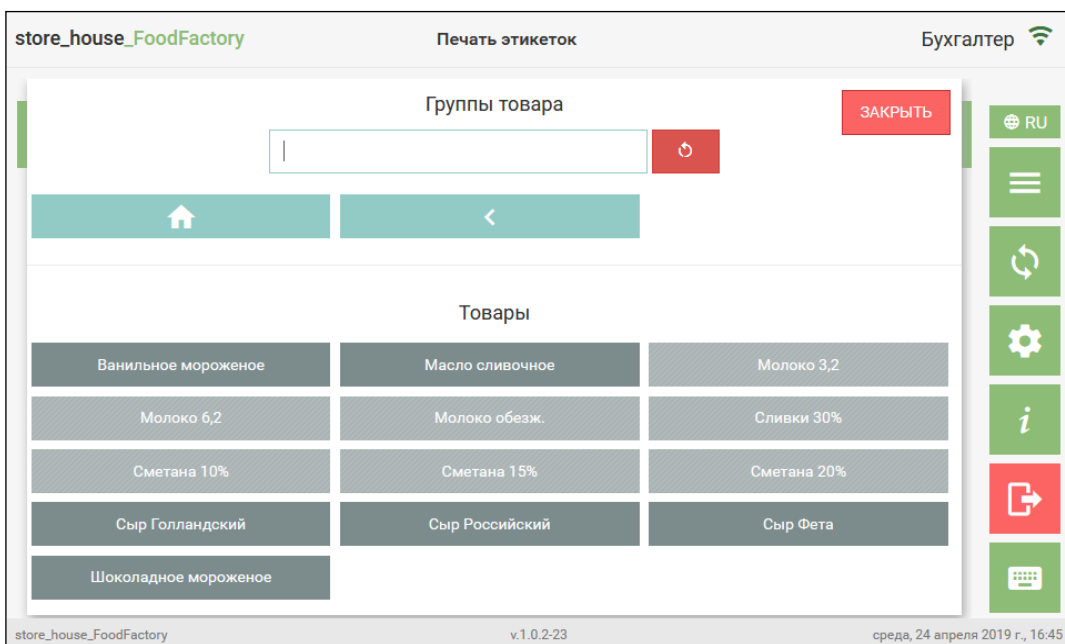 store_house_FoodFactory Печать этикеток Бухгалтер
Группы товара
ЗАКРЫТЬ
RU
Товары
Ванильное мороженое Масло сливочное Молоко 3,2
Молоко 6,2 Молоко обезж. Сливки 30%
Сметана 10% Сметана 15% Сметана 20%
Сыр Голландский Сыр Российский Сыр Фета
Шоколадное мороженое
store_house_FoodFactory v.1.0.2-23 среда, 24 апреля 2019 г., 16:45